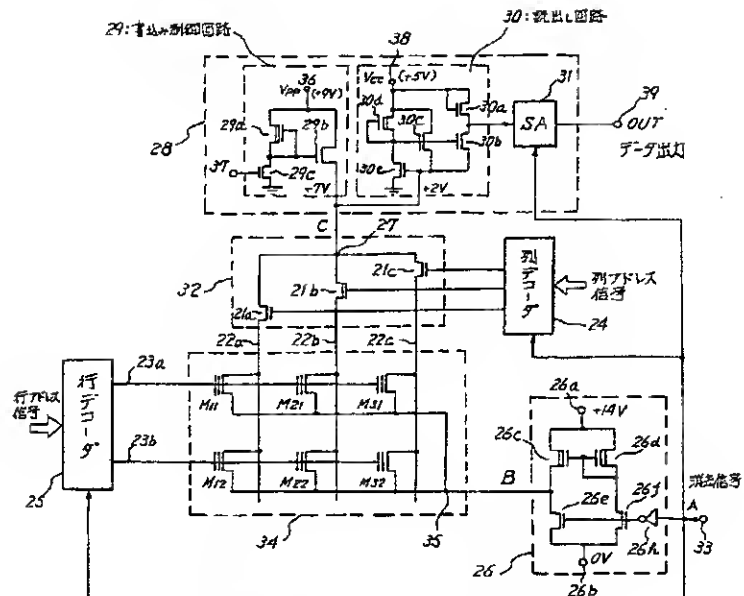 29:書込み制御回路
30:読出し回路
36
Vpp
(+9V)
38
Vcc
(+5V)
29a
29b
29c
37
+7V
30d
30c
30a
30b
30e
+2V
31
SA
39
OUT
データ出力
28
C
27
32
21a
21b
21c
22a
22b
22c
列デコーダ
24
列アドレス
信号
行アドレス
信号
行デコーダ
25
23a
23b
M11
M21
M31
M12
M22
M32
34
35
B
26a
+14V
26c
26d
26e
26f
26h
0V
26b
26
消去信号
A
33